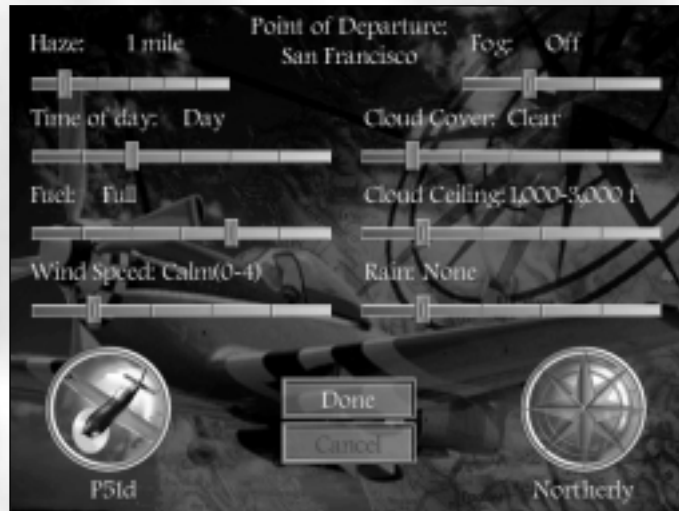 Point of Departure:
San Francisco
Haze: 1 mile
Fog: Off
Time of day: Day
Cloud Cover: Clear
Fuel: Full
Cloud Ceiling: 1,000-3,000 f
Wind Speed: Calm(0-4)
Rain: None
Done
Cancel
P51d
Northerly